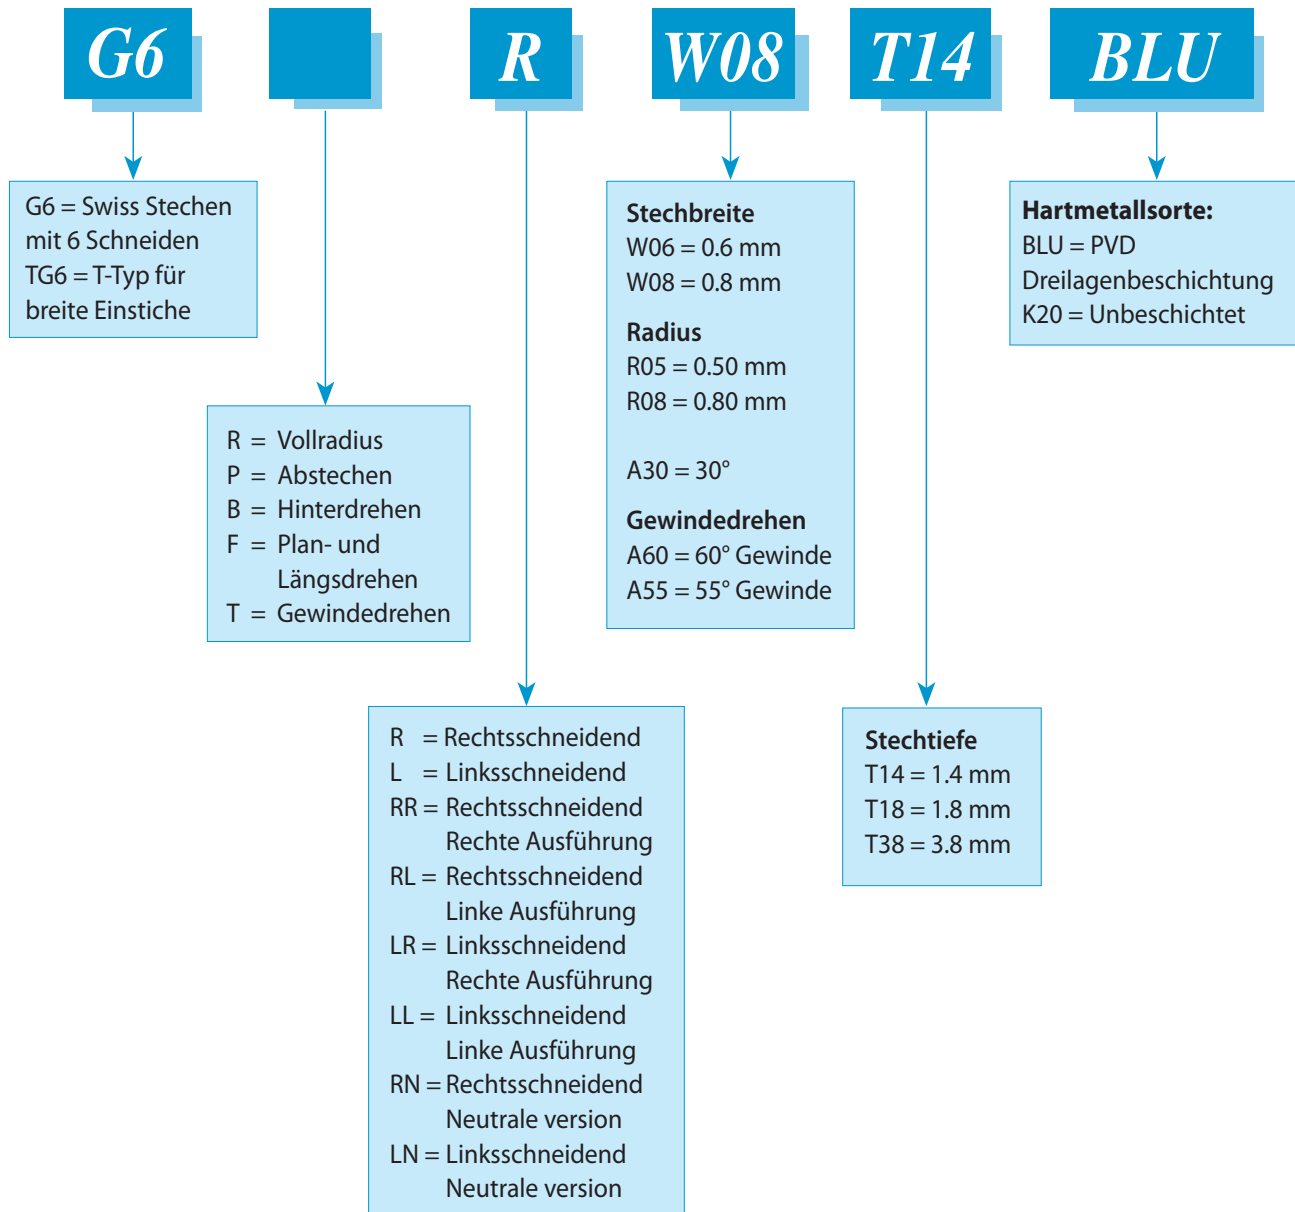 G6 R W08 T14 BLU
G6 = Swiss Stechen
mit 6 Schneiden
TG6 = T-Typ für
breite Einstiche
R = Vollradius
P = Abstechen
B = Hinterdrehen
F = Plan- und
Längsdrehen
T = Gewindedrehen
R = Rechtsschneidend
L = Linksschneidend
RR = Rechtsschneidend
Rechte Ausführung
RL = Rechtsschneidend
Linke Ausführung
LR = Linksschneidend
Rechte Ausführung
LL = Linksschneidend
Linke Ausführung
RN = Rechtsschneidend
Neutrale version
LN = Linksschneidend
Neutrale version
Stechbreite
W06 = 0.6 mm
W08 = 0.8 mm
Radius
R05 = 0.50 mm
R08 = 0.80 mm
A30 = 30°
Gewindedrehen
A60 = 60° Gewinde
A55 = 55° Gewinde
Stechtiefe
T14 = 1.4 mm
T18 = 1.8 mm
T38 = 3.8 mm
Hartmetallsorte:
BLU = PVD
Dreilagenbeschichtung
K20 = Unbeschichtet